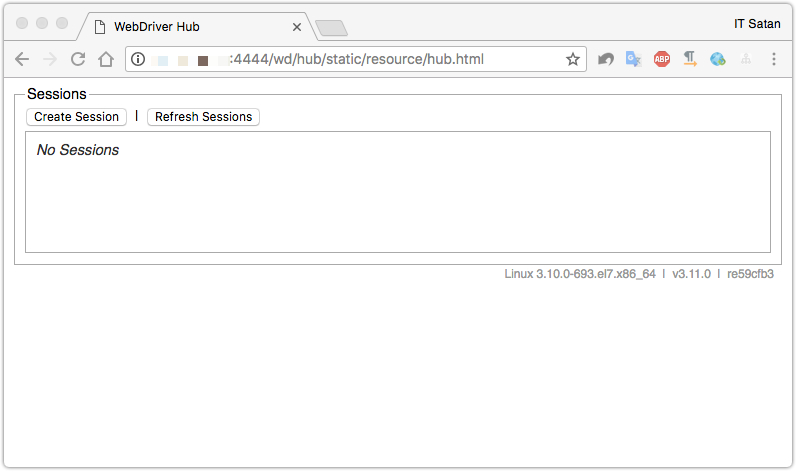 WebDriver Hub
IT Satan
:4444/wd/hub/static/resource/hub.html
ABP
Sessions
Create Session | Refresh Sessions
No Sessions
Linux 3.10.0-693.el7.x86_64 | v3.11.0 | re59cfb3